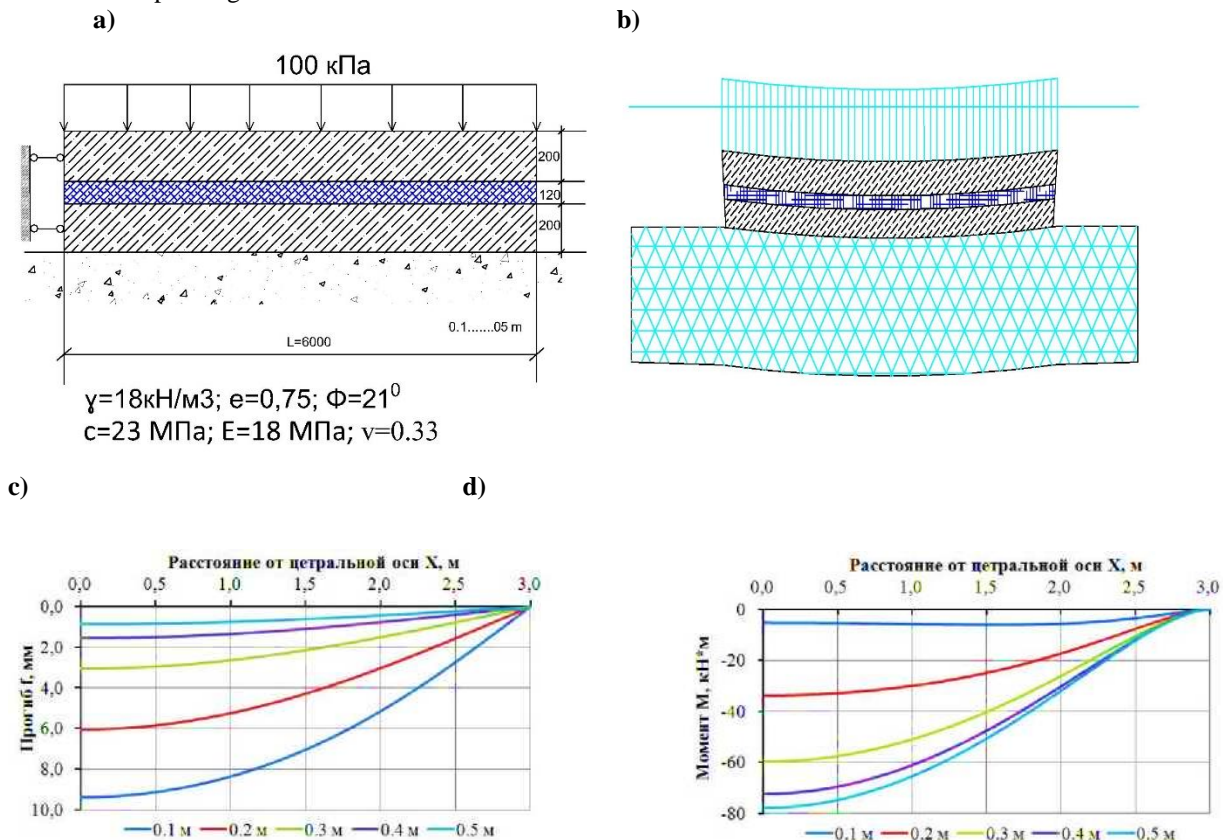 a)
b)
100 кПа
200
120
200
0.1.......05 m
L=6000
ɣ=18кН/м3; e=0,75; Ф=21⁰
c=23 МПа; E=18 МПа; v=0.33
c)
d)
Расстояние от цетральной оси X, м
0,0 0,5 1,0 1,5 2,0 2,5 3,0
0,0
2,0
4,0
6,0
8,0
10,0
Прогиб f, мм
0.1 м 0.2 м 0.3 м 0.4 м 0.5 м
Расстояние от цетральной оси X, м
0,0 0,5 1,0 1,5 2,0 2,5 3,0
0
-20
-40
-60
-80
Момент М, кН*м
0.1 м 0.2 м 0.3 м 0.4 м 0.5 м